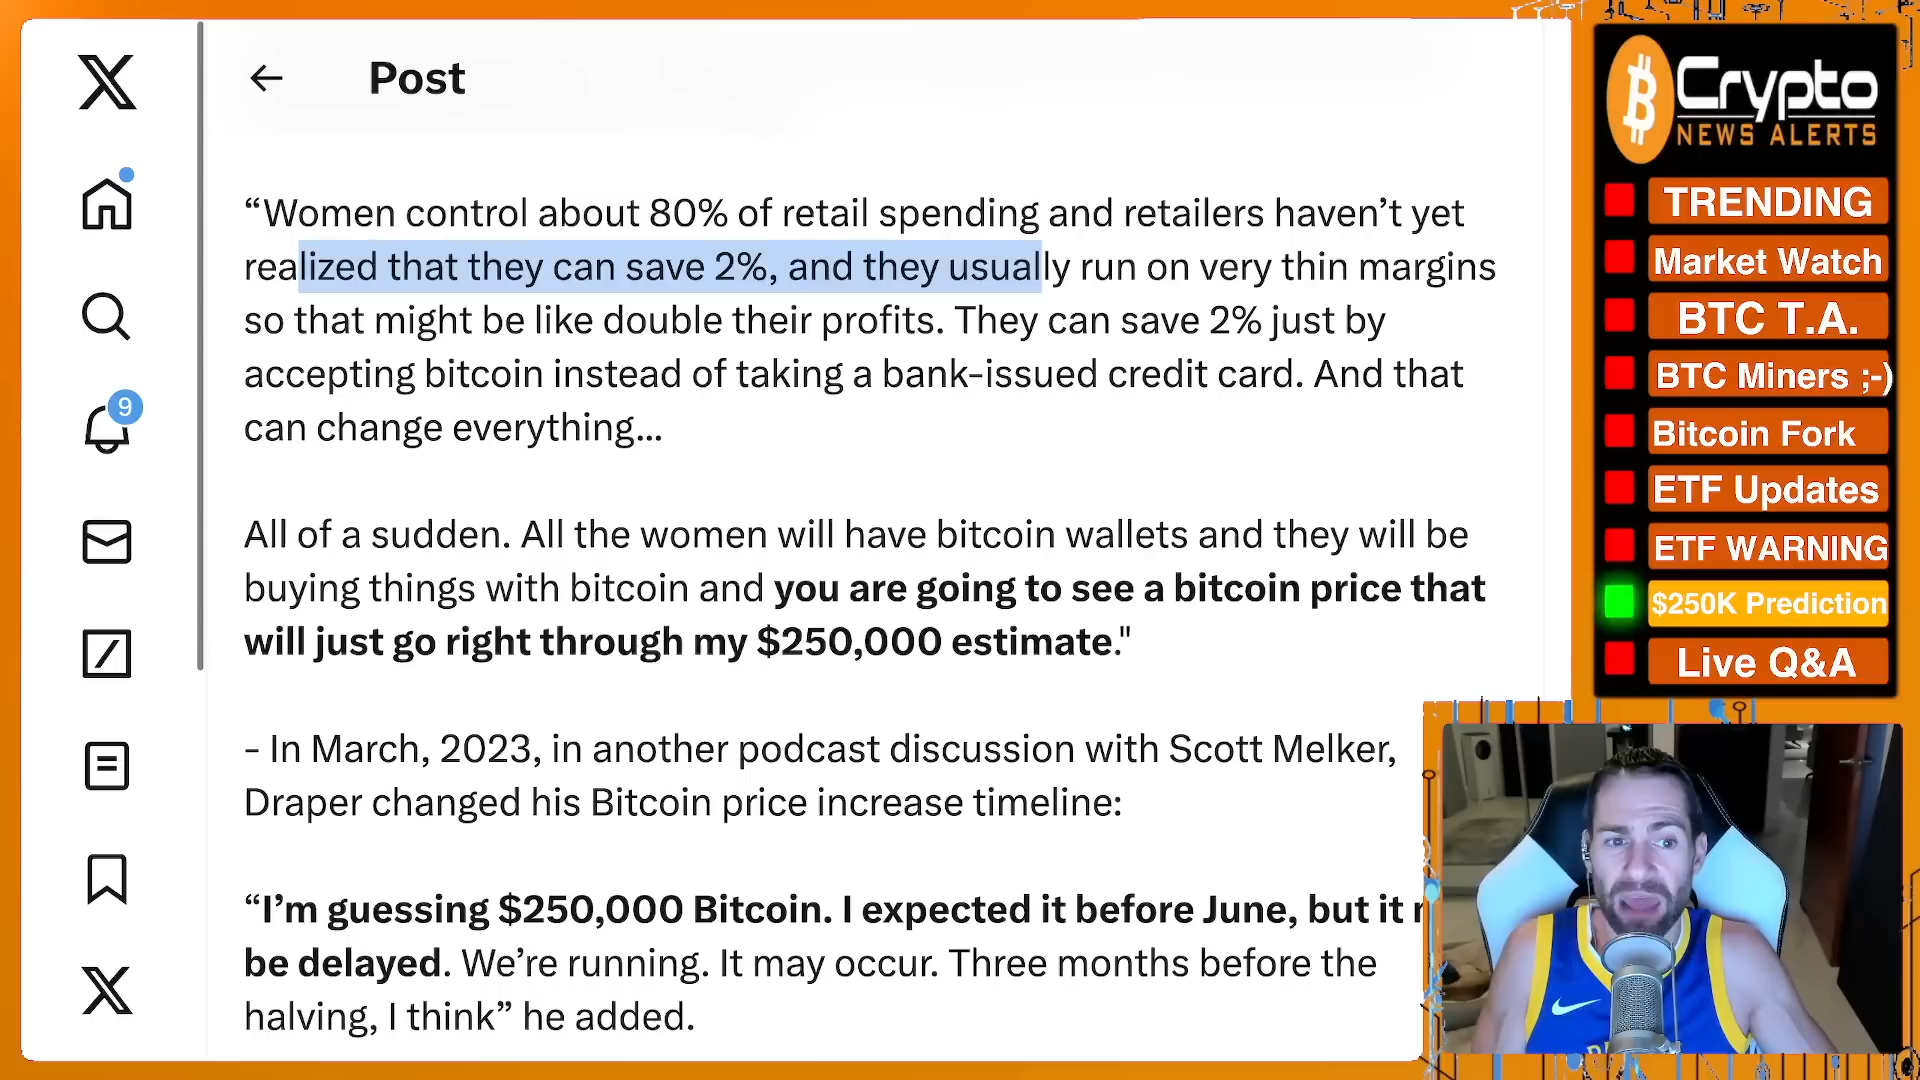 Post
“Women control about 80% of retail spending and retailers haven’t yet
realized that they can save 2%, and they usually run on very thin margins
so that might be like double their profits. They can save 2% just by
accepting bitcoin instead of taking a bank-issued credit card. And that
can change everything...
All of a sudden. All the women will have bitcoin wallets and they will be
buying things with bitcoin and you are going to see a bitcoin price that
will just go right through my $250,000 estimate."
- In March, 2023, in another podcast discussion with Scott Melker,
Draper changed his Bitcoin price increase timeline:
“I’m guessing $250,000 Bitcoin. I expected it before June, but it
be delayed. We’re running. It may occur. Three months before the
halving, I think” he added.
9
Crypto
NEWS ALERTS
TRENDING
Market Watch
BTC T.A.
BTC Miners ;-)
Bitcoin Fork
ETF Updates
ETF WARNING
$250K Prediction
Live Q&A